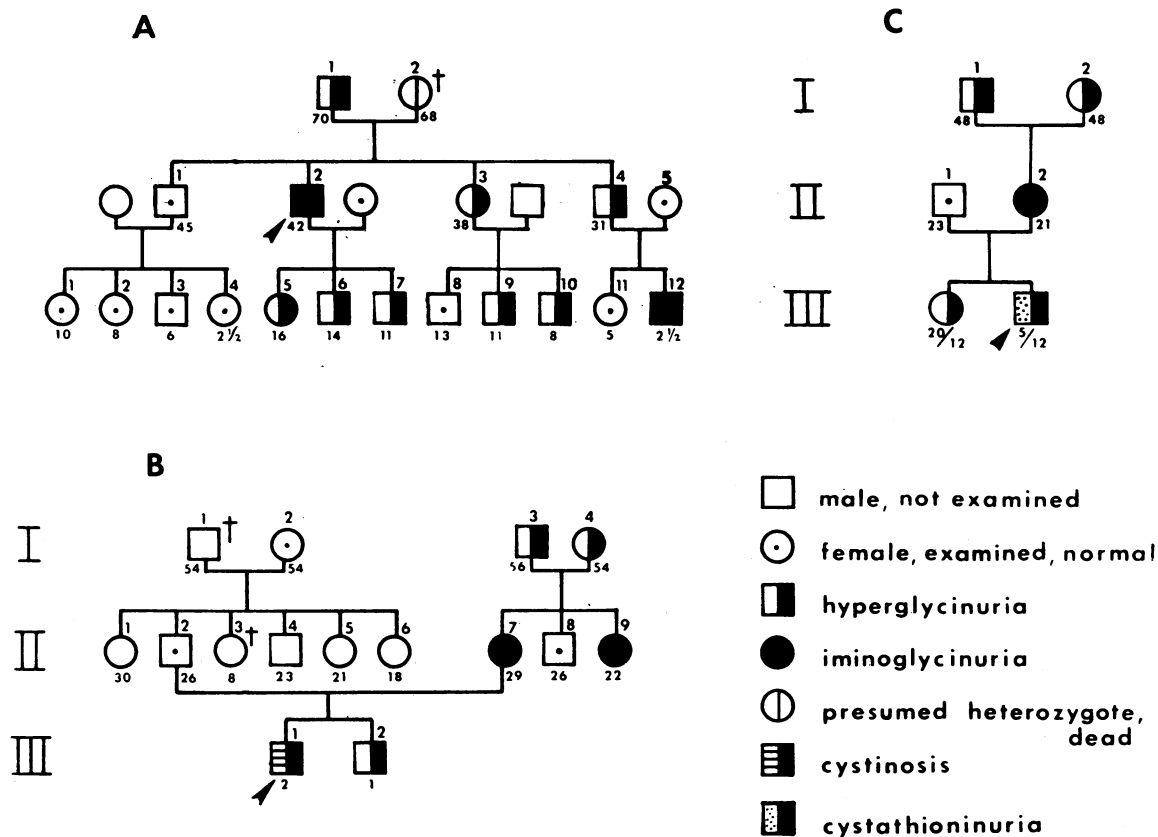 A
1 2 †
70 68
1 2 3 4 5
45 42 38 31
1 2 3 4 5 6 7 8 9 10 11 12
10 8 6 2½ 16 14 11 13 11 8 5 2½
C
I
1 2
48 48
II
1 2
23 21
III
20/12 5/12
B
I
1 † 2 3 4
54 54 56 54
II
1 2 3 † 4 5 6 7 8 9
30 26 8 23 21 18 29 26 22
III
1 2
2 1
male, not examined
female, examined, normal
hyperglycinuria
iminoglycinuria
presumed heterozygote,
dead
cystinosis
cystathioninuria